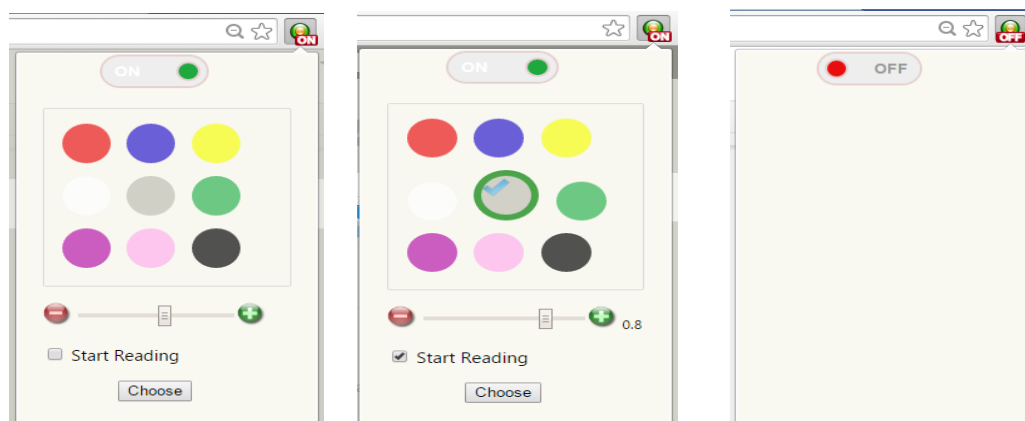 ON
ON
Start Reading
Choose
ON
ON
0.8
Start Reading
Choose
OFF
OFF